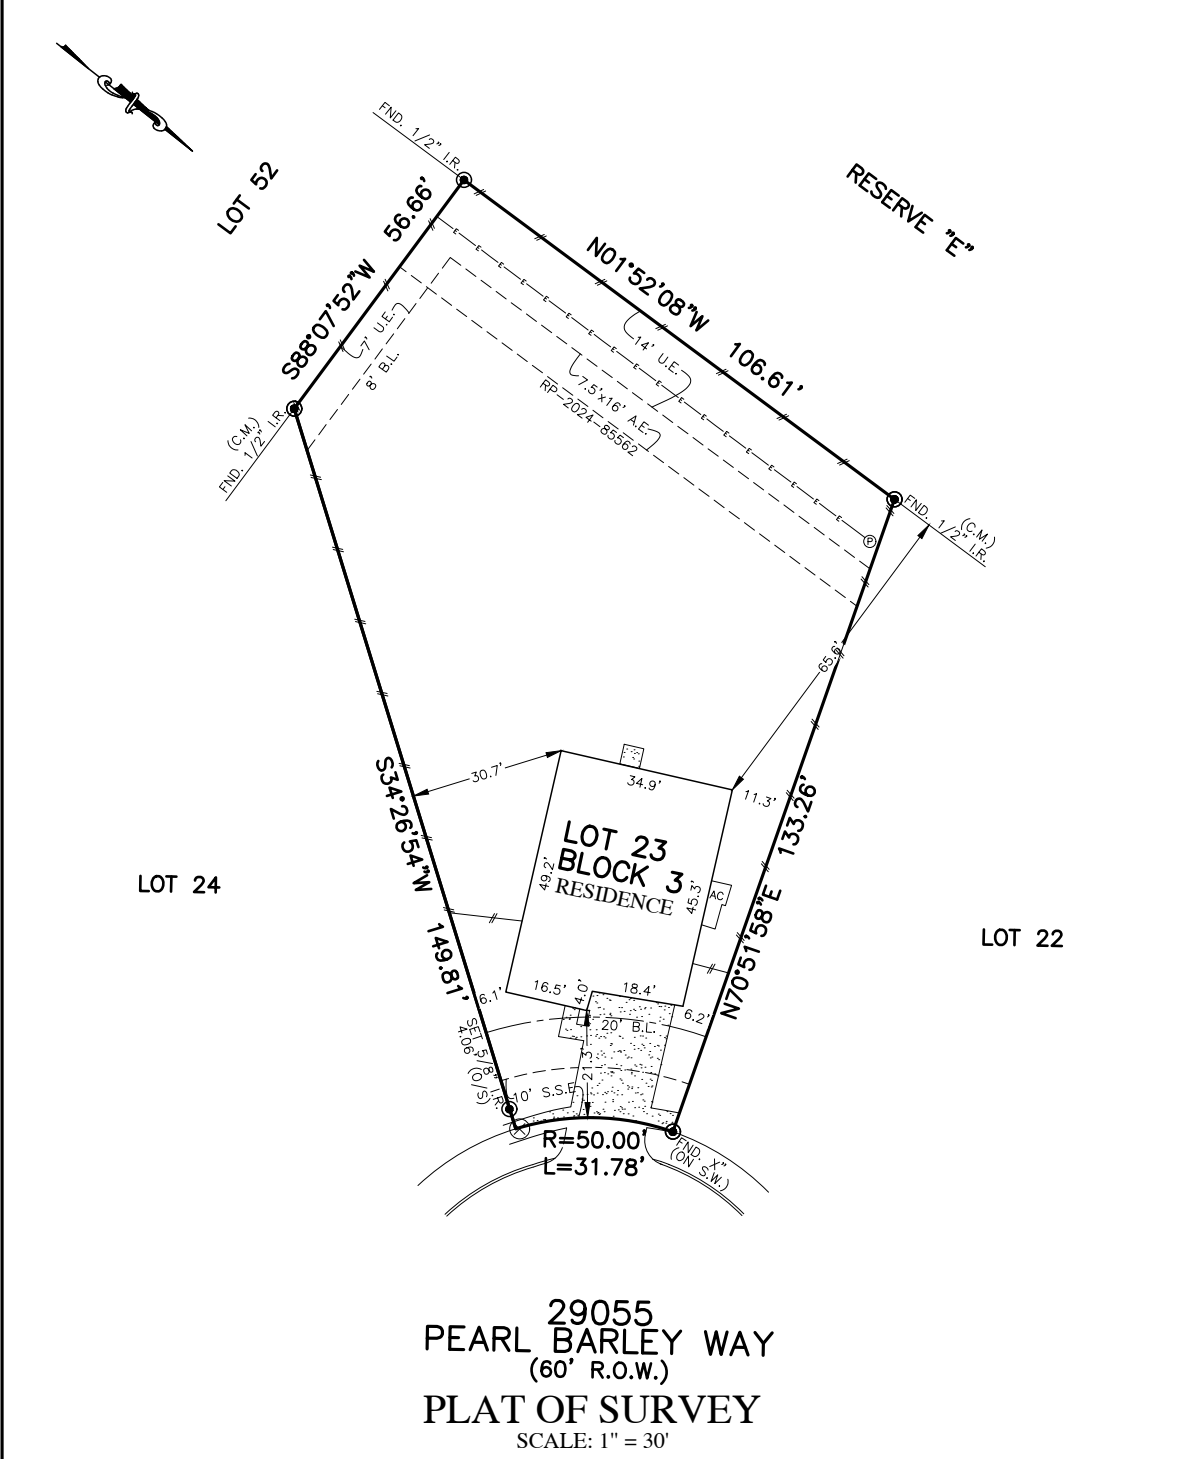 FND. 1/2" I.R.
LOT 52
RESERVE "E"
S88°07'52"W 56.66'
N01°52'08"W 106.61'
7' U.E.
8' B.L.
14' U.E.
7.5'x16' A.E.
RP-2024-85562
E E E E E E E E E E E E E E E E E E
P
(C.M.)
FND. 1/2" I.R.
(C.M.)
FND. 1/2" I.R.
65.6'
30.7'
34.9'
11.3'
S34°26'54"W 149.81'
N70°51'58"E 133.26'
LOT 23
BLOCK 3
RESIDENCE
49.2'
45.3'
AC
LOT 24
LOT 22
16.5'
4.0'
18.4'
6.1'
6.2'
20' B.L.
21.3'
10' S.S.E.
SET 5/8" I.R.
4.06' (O/S)
R=50.00'
L=31.78'
FND. X"
(ON S.W.)
29055
PEARL BARLEY WAY
(60' R.O.W.)
PLAT OF SURVEY
SCALE: 1" = 30'